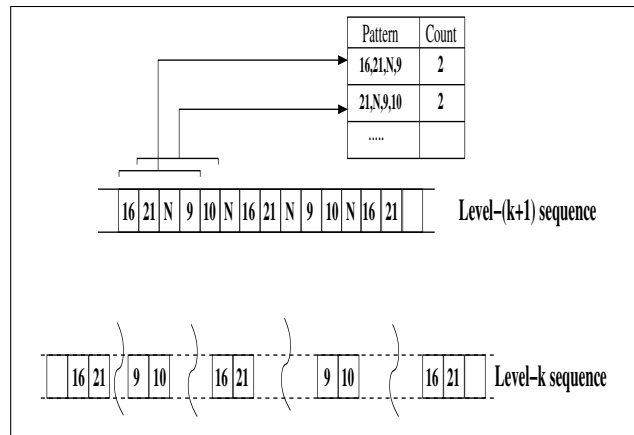 Pattern Count
16,21,N,9 2
21,N,9,10 2
.....
16 21 N 9 10 N 16 21 N 9 10 N 16 21
Level-(k+1) sequence
16 21 9 10 16 21 9 10 16 21
Level-k sequence